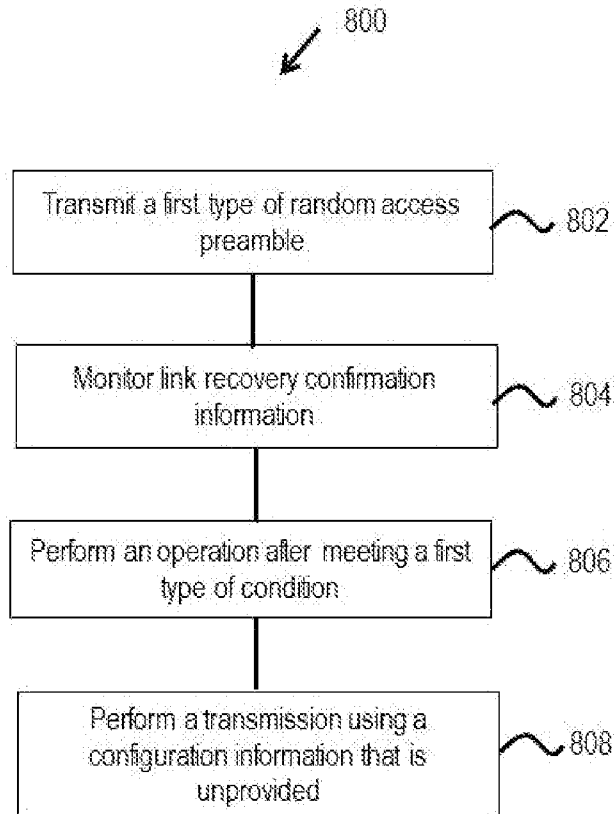 800
Transmit a first type of random access
preamble
802
Monitor link recovery confirmation
information
804
Perform an operation after meeting a first
type of condition
806
Perform a transmission using a
configuration information that is
unprovided
808